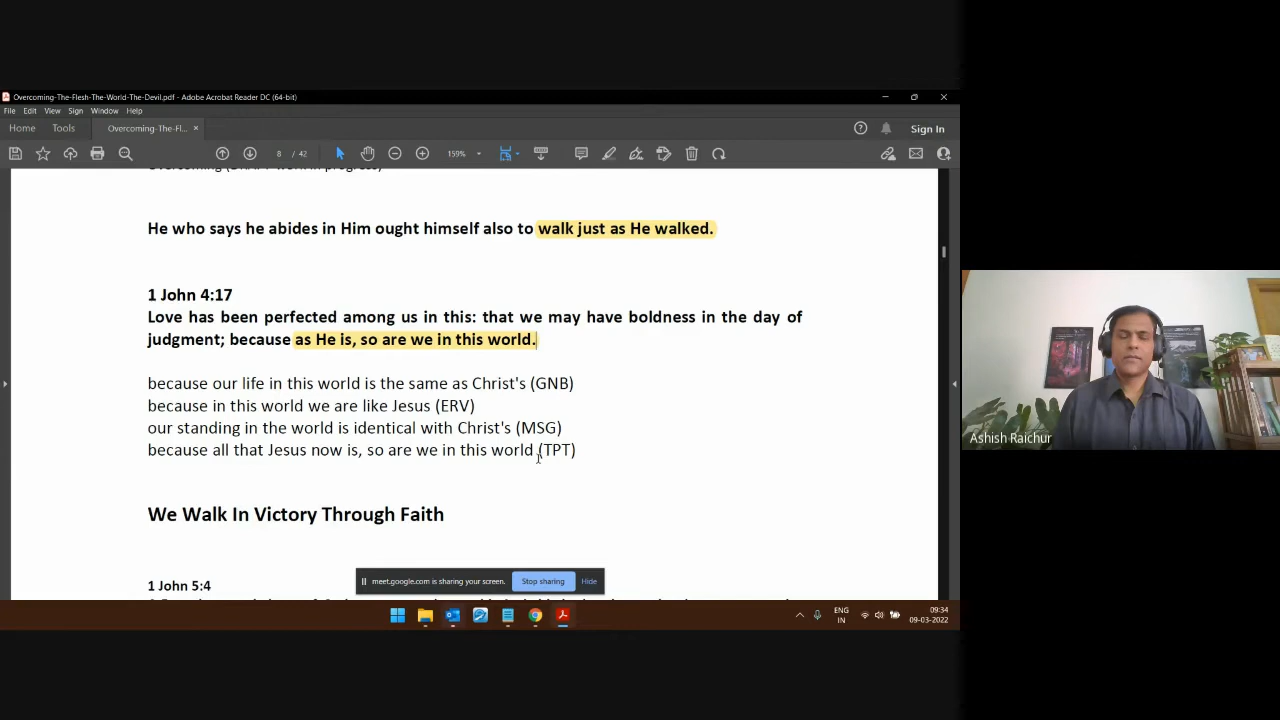 Overcoming-The-Flesh-The-World-The-Devil.pdf - Adobe Acrobat Reader DC (64-bit)
File Edit View Sign Window Help
Home Tools Overcoming-The-Fl... × Sign In
8 / 42 159%
He who says he abides in Him ought himself also to walk just as He walked.
1 John 4:17
Love has been perfected among us in this: that we may have boldness in the day of
judgment; because as He is, so are we in this world.
because our life in this world is the same as Christ's (GNB)
because in this world we are like Jesus (ERV)
our standing in the world is identical with Christ's (MSG)
because all that Jesus now is, so are we in this world (TPT)
We Walk In Victory Through Faith
1 John 5:4
meet.google.com is sharing your screen. Stop sharing Hide
ENG
IN
09:34
09-03-2022
Ashish Raichur